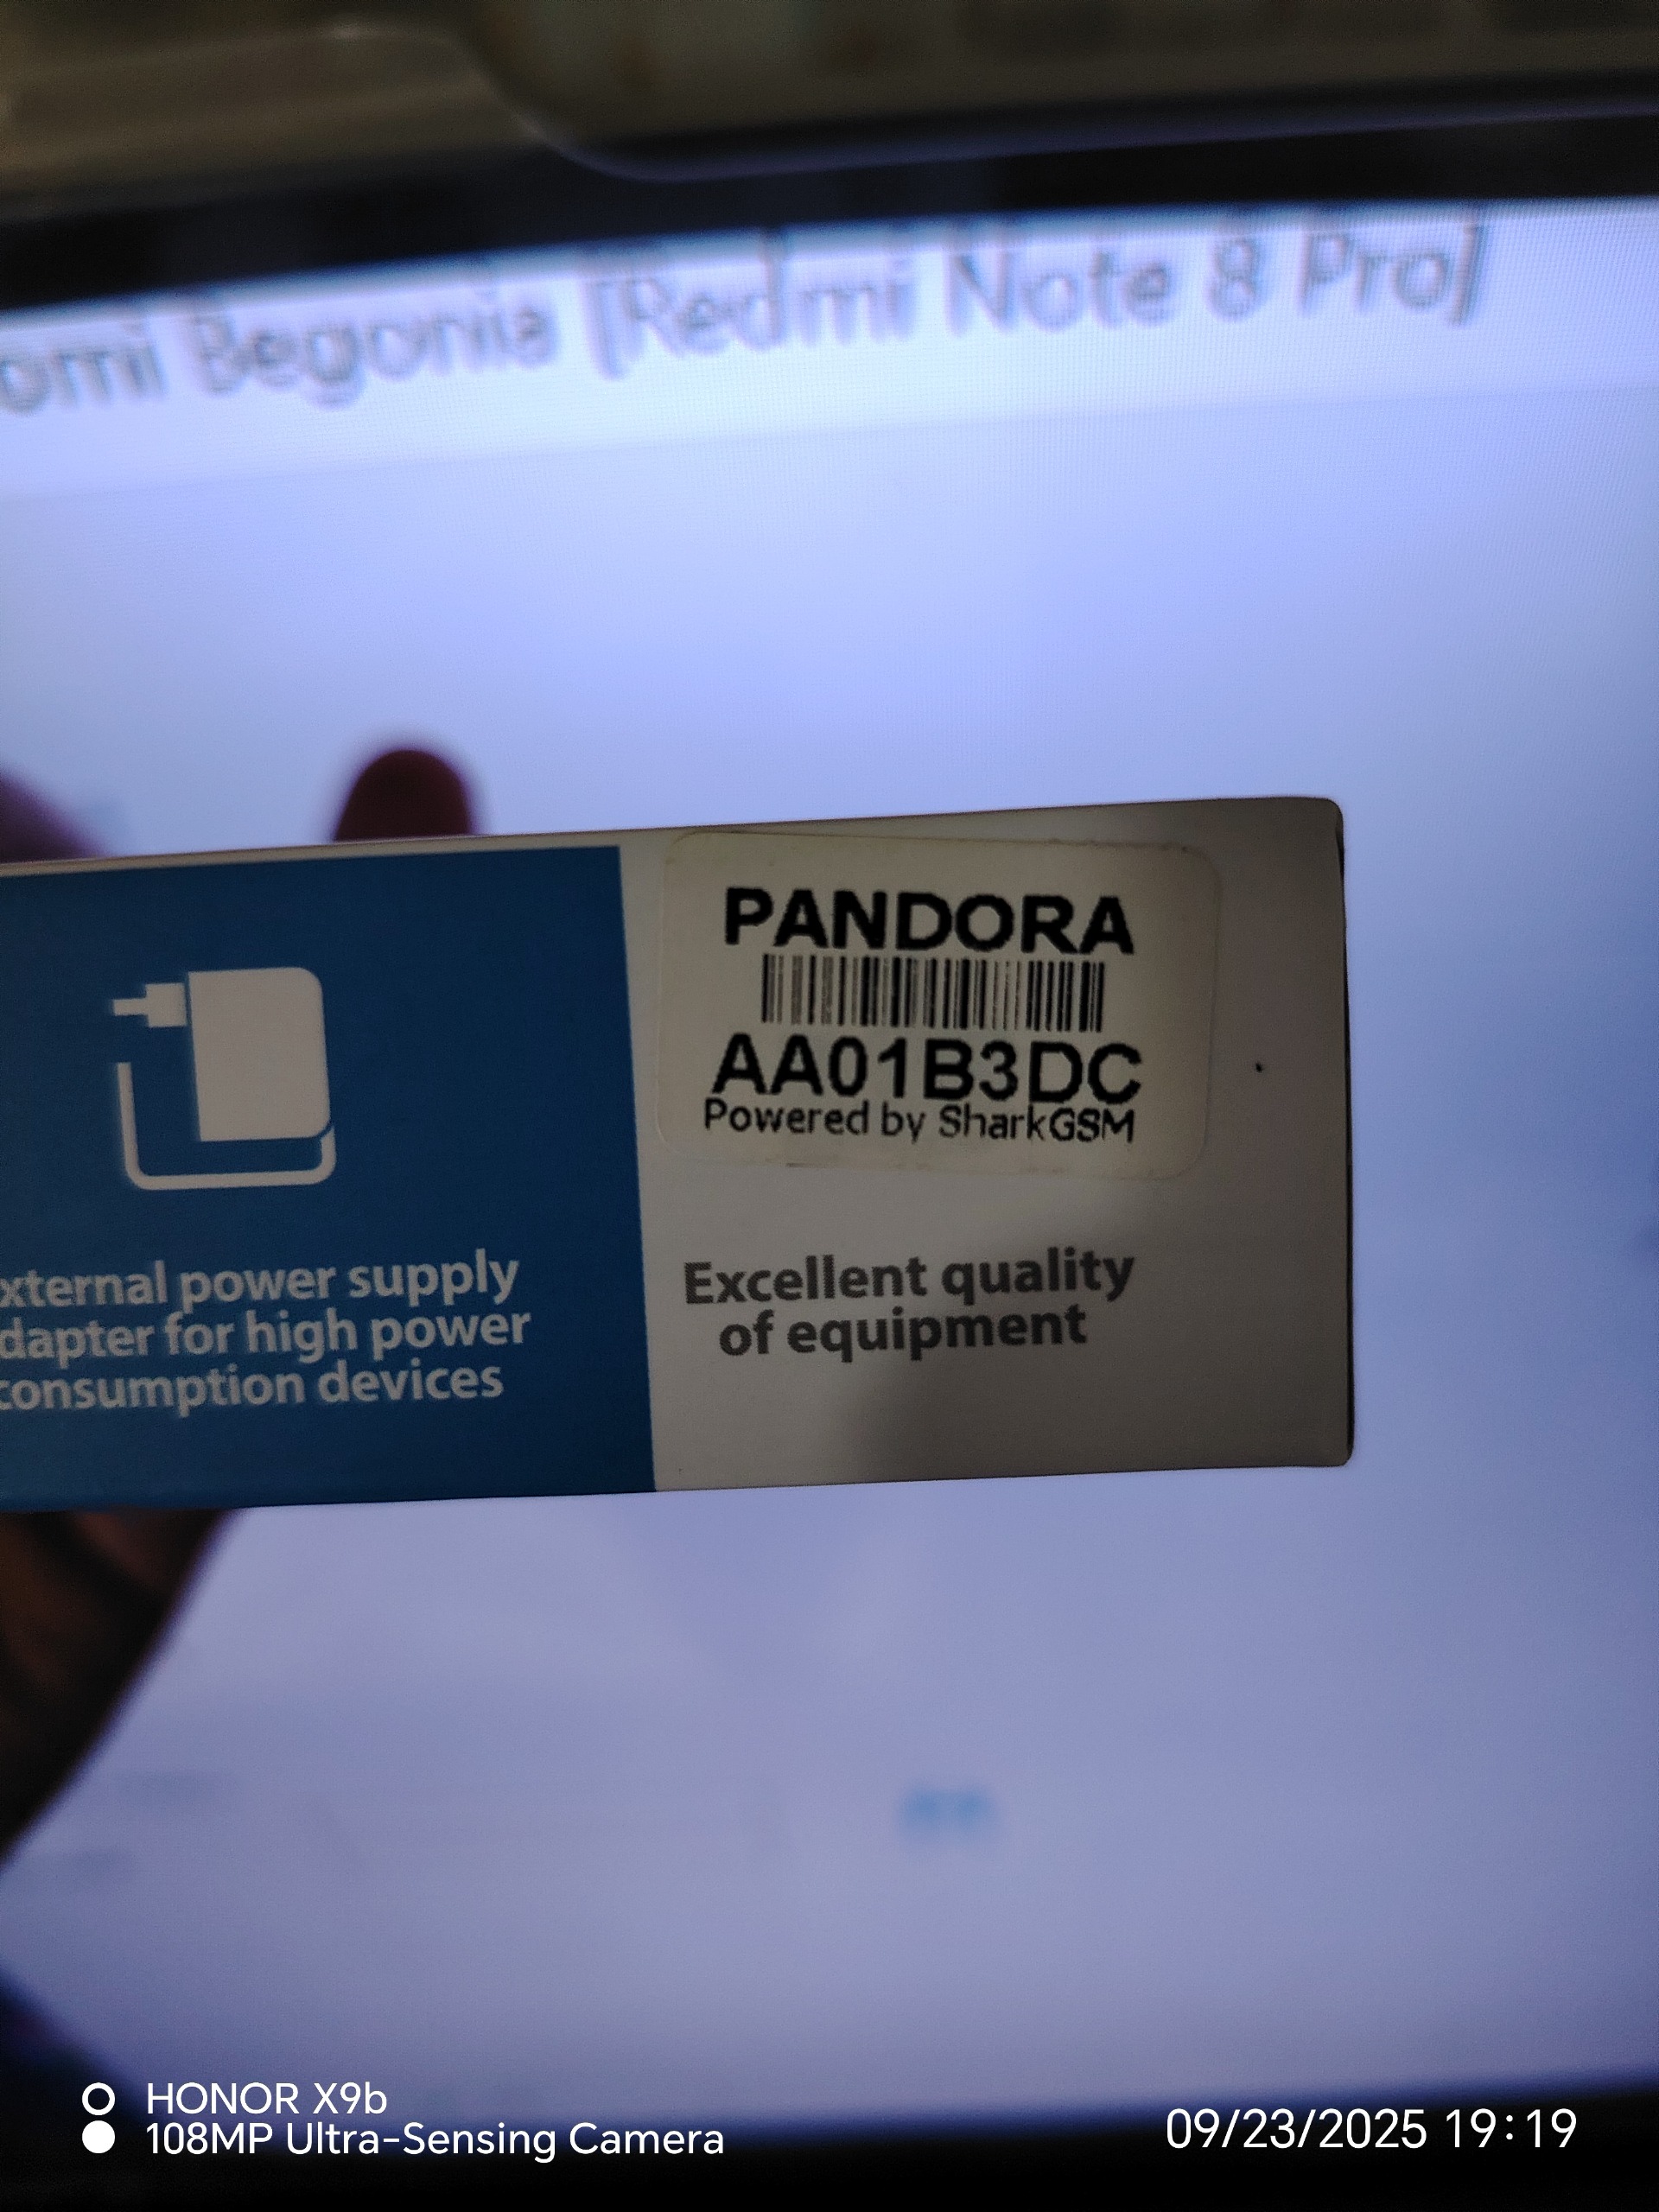 omi Begonia [Redmi Note 8 Pro]
PANDORA
AA01B3DC
Powered by SharkGSM
xternal power supply
dapter for high power
consumption devices
Excellent quality
of equipment
HONOR X9b
108MP Ultra-Sensing Camera
09/23/2025 19:19